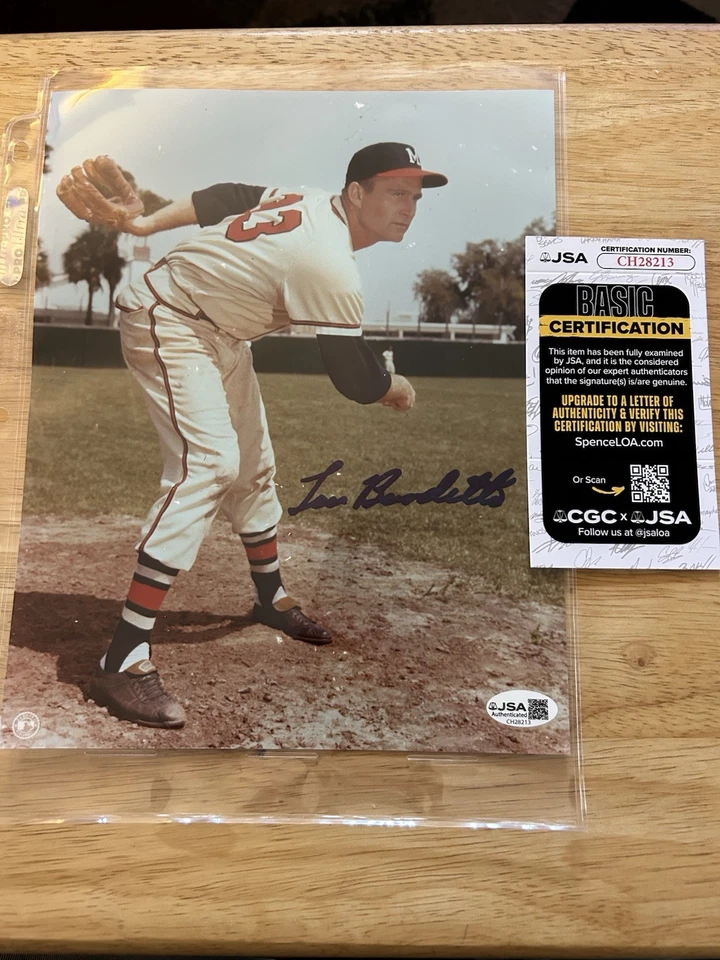 M
33
Lew Burdette
JSA
CERTIFICATION NUMBER:
CH28213
BASIC
CERTIFICATION
This item has been fully examined
by JSA, and it is the considered
opinion of our expert authenticators
that the signature(s) is/are genuine.
UPGRADE TO A LETTER OF
AUTHENTICITY & VERIFY THIS
CERTIFICATION BY VISITING:
SpenceLOA.com
Or Scan
CGC x JSA
Follow us at @jsaloa
JSA
Authenticated
CH28213